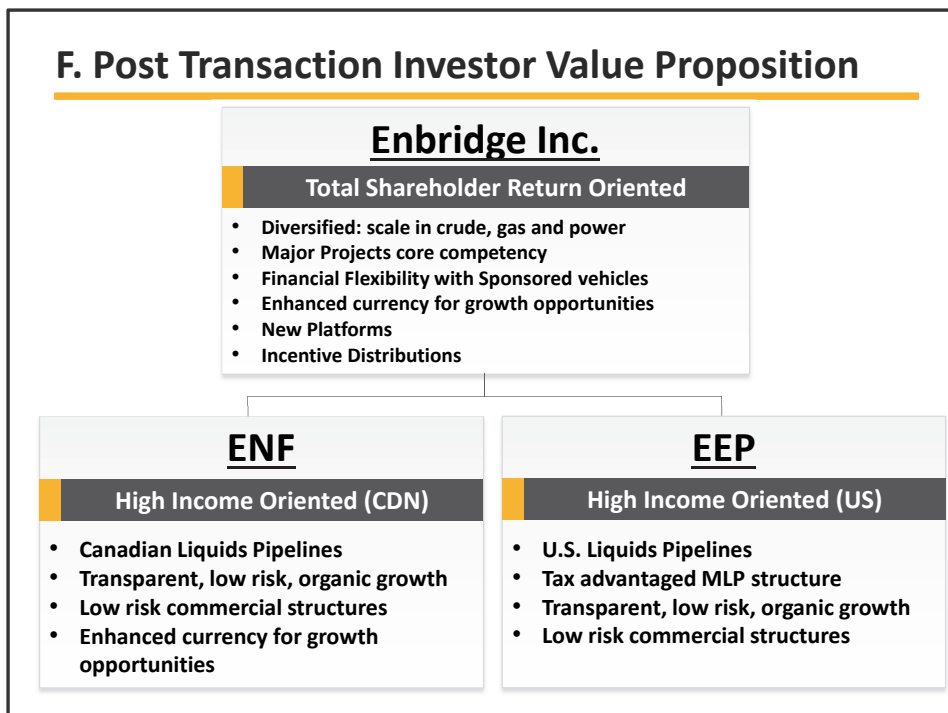 F. Post Transaction Investor Value Proposition
Enbridge Inc.
Total Shareholder Return Oriented
• Diversified: scale in crude, gas and power
• Major Projects core competency
• Financial Flexibility with Sponsored vehicles
• Enhanced currency for growth opportunities
• New Platforms
• Incentive Distributions
ENF
High Income Oriented (CDN)
• Canadian Liquids Pipelines
• Transparent, low risk, organic growth
• Low risk commercial structures
• Enhanced currency for growth
opportunities
EEP
High Income Oriented (US)
• U.S. Liquids Pipelines
• Tax advantaged MLP structure
• Transparent, low risk, organic growth
• Low risk commercial structures